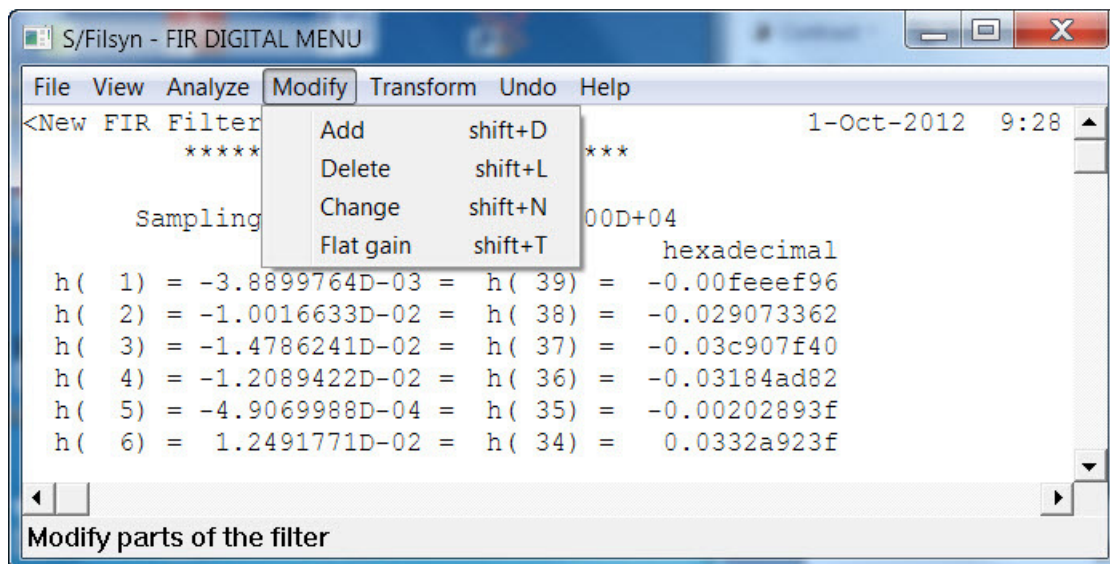 S/Filsyn - FIR DIGITAL MENU
File View Analyze Modify Transform Undo Help
<New FIR Filter 1-Oct-2012 9:28
***** ***
Add shift+D
Delete shift+L
Change shift+N
Flat gain shift+T
Sampling 00D+04
hexadecimal
h( 1) = -3.8899764D-03 = h( 39) = -0.00feeef96
h( 2) = -1.0016633D-02 = h( 38) = -0.029073362
h( 3) = -1.4786241D-02 = h( 37) = -0.03c907f40
h( 4) = -1.2089422D-02 = h( 36) = -0.03184ad82
h( 5) = -4.9069988D-04 = h( 35) = -0.00202893f
h( 6) = 1.2491771D-02 = h( 34) = 0.0332a923f
Modify parts of the filter